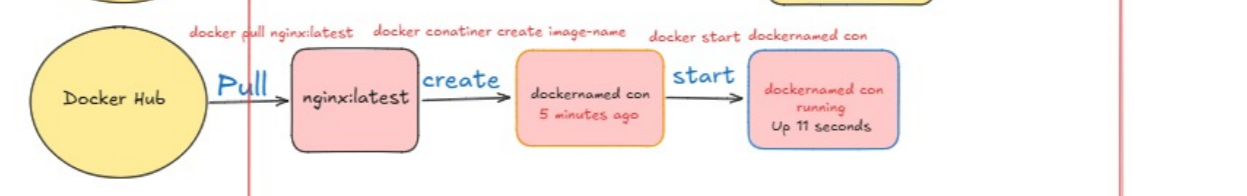 docker pull nginx:latest
docker conatiner create image-name
docker start dockernamed con
Docker Hub
Pull
nginx:latest
create
dockernamed con
5 minutes ago
start
dockernamed con
running
Up 11 seconds